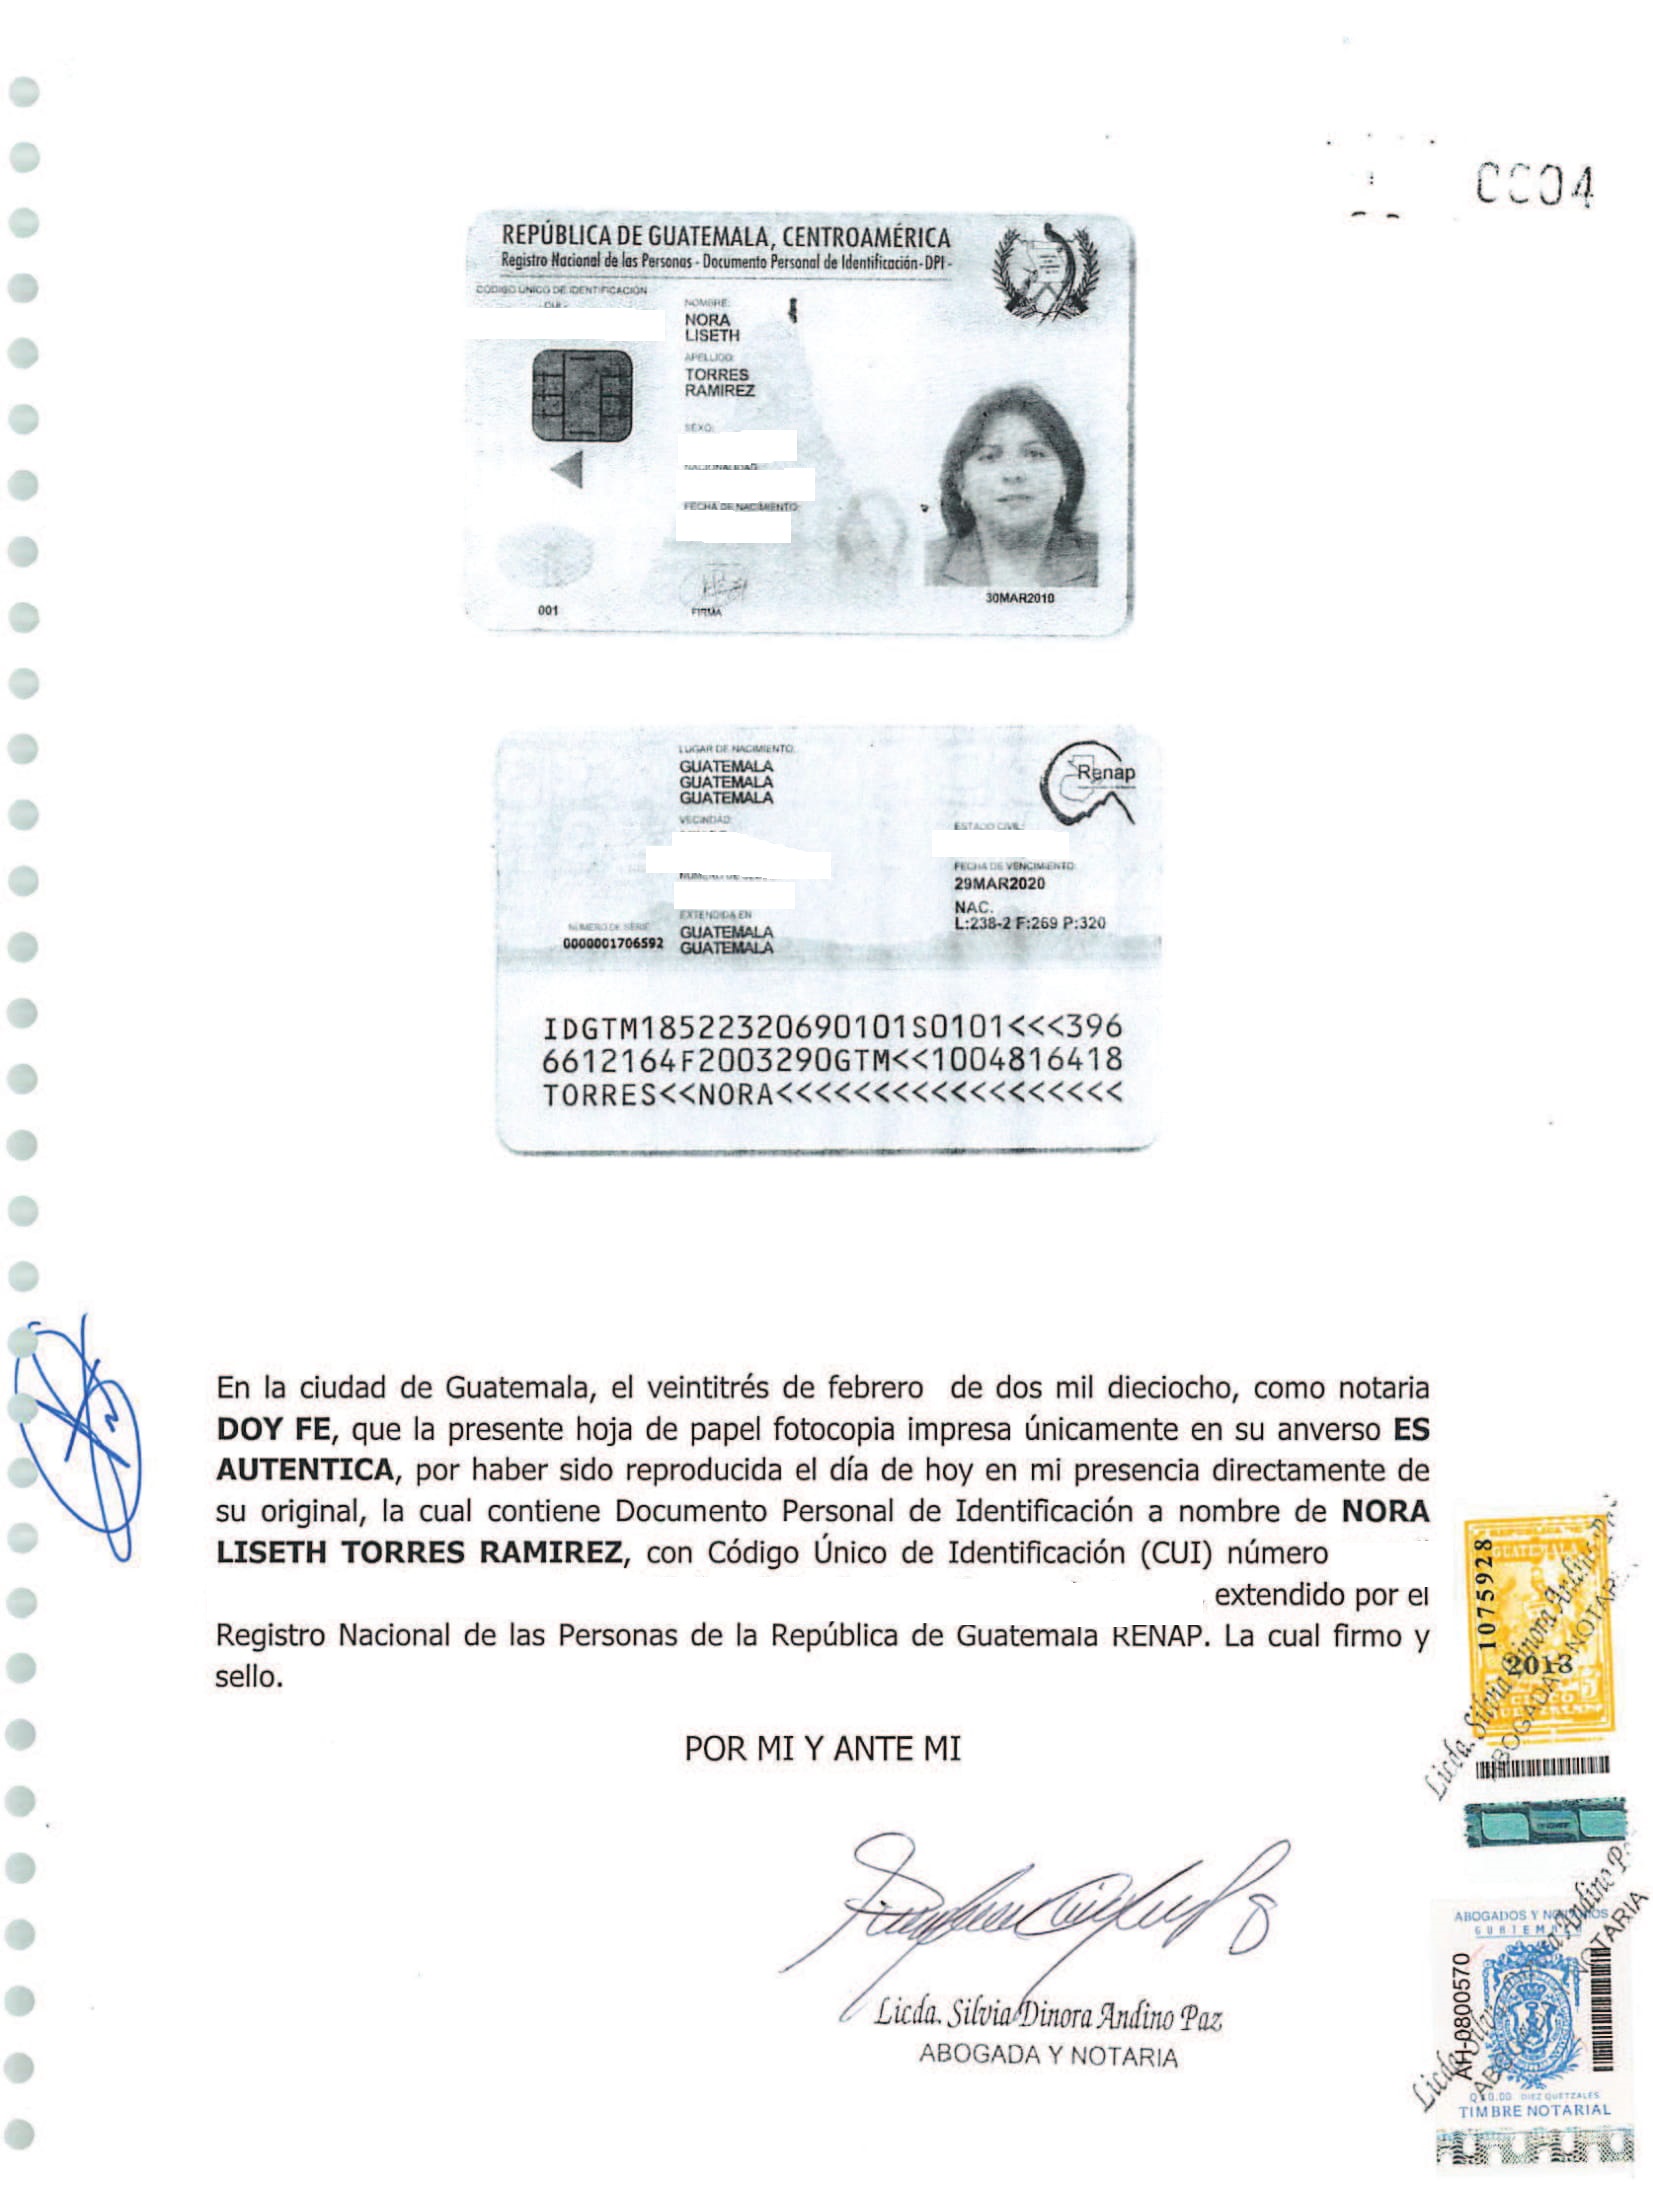 CC04
REPÚBLICA DE GUATEMALA, CENTROAMÉRICA
Registro Nacional de las Personas - Documento Personal de Identificación - DPI -
CÓDIGO ÚNICO DE IDENTIFICACIÓN
- CUI -
NOMBRE:
NORA
LISETH
APELLIDO:
TORRES
RAMIREZ
SEXO:
NACIONALIDAD:
FECHA DE NACIMIENTO:
001
FIRMA
30MAR2010
LUGAR DE NACIMIENTO:
GUATEMALA
GUATEMALA
GUATEMALA
Renap
VECINDAD:
ESTADO CIVIL:
FECHA DE VENCIMIENTO:
29MAR2020
NAC.
L:238-2 F:269 P:320
EXTENDIDA EN
GUATEMALA
GUATEMALA
NÚMERO DE SERIE
0000001706592
IDGTM18522320690101S0101<<<396
6612164F2003290GTM<<1004816418
TORRES<<NORA<<<<<<<<<<<<<<<<<<
En la ciudad de Guatemala, el veintitrés de febrero de dos mil dieciocho, como notaria
DOY FE, que la presente hoja de papel fotocopia impresa únicamente en su anverso ES
AUTENTICA, por haber sido reproducida el día de hoy en mi presencia directamente de
su original, la cual contiene Documento Personal de Identificación a nombre de NORA
LISETH TORRES RAMIREZ, con Código Único de Identificación (CUI) número
extendido por el
Registro Nacional de las Personas de la República de Guatemala RENAP. La cual firmo y
sello.
POR MI Y ANTE MI
Licda. Silvia Dinora Andino Paz
ABOGADA Y NOTARIA
1075928
GUATEMALA
2018
CINCO
Licda. Silvia Dinora Andino
ABOGADA Y NOTARIA
ABOGADOS Y NOTARIOS
GUATEMALA
AH-0800570
Q10.00 DIEZ QUETZALES
TIMBRE NOTARIAL
Licda. Silvia Dinora Andino P
ABOGADA Y NOTARIA